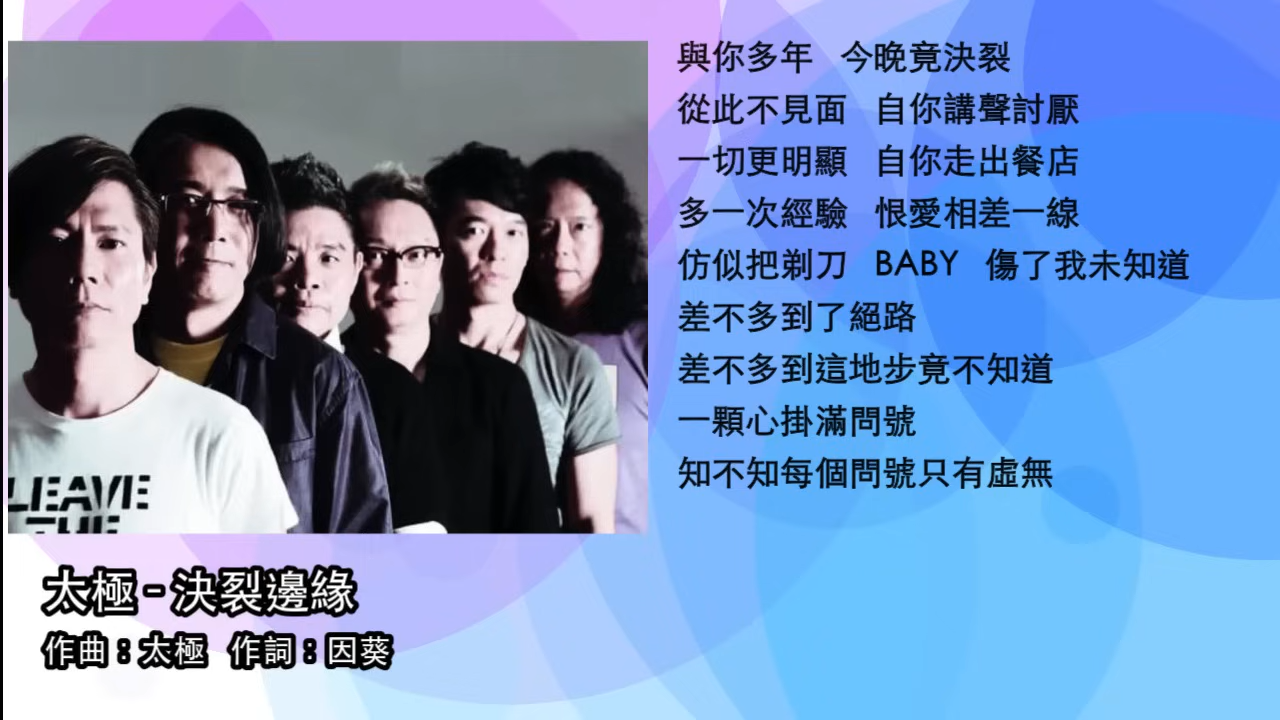 與你多年 今晚竟決裂
從此不見面 自你講聲討厭
一切更明顯 自你走出餐店
多一次經驗 恨愛相差一線
仿似把剃刀 BABY 傷了我未知道
差不多到了絕路
差不多到這地步竟不知道
一顆心掛滿問號
知不知每個問號只有虛無
LEAVE
THE
太極 - 決裂邊緣
作曲：太極 作詞：因葵